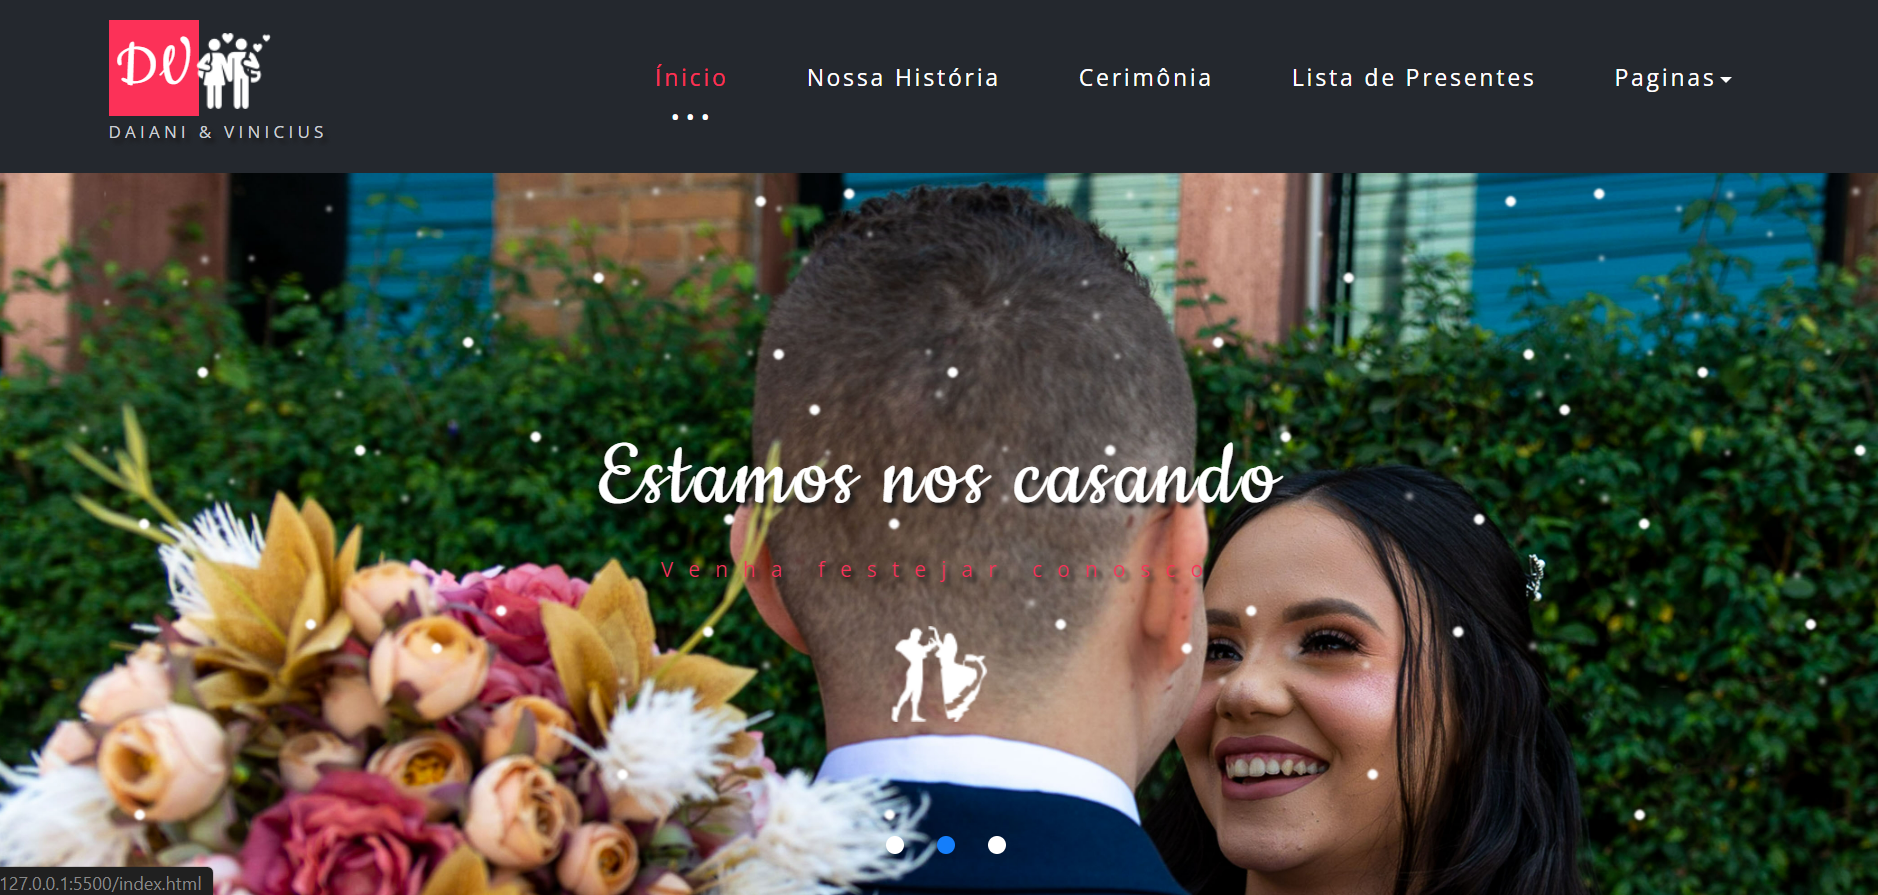 DV
DAIANI & VINICIUS
Ínicio
Nossa História
Cerimônia
Lista de Presentes
Paginas
Estamos nos casando
Venha festejar conosco
127.0.0.1:5500/index.html